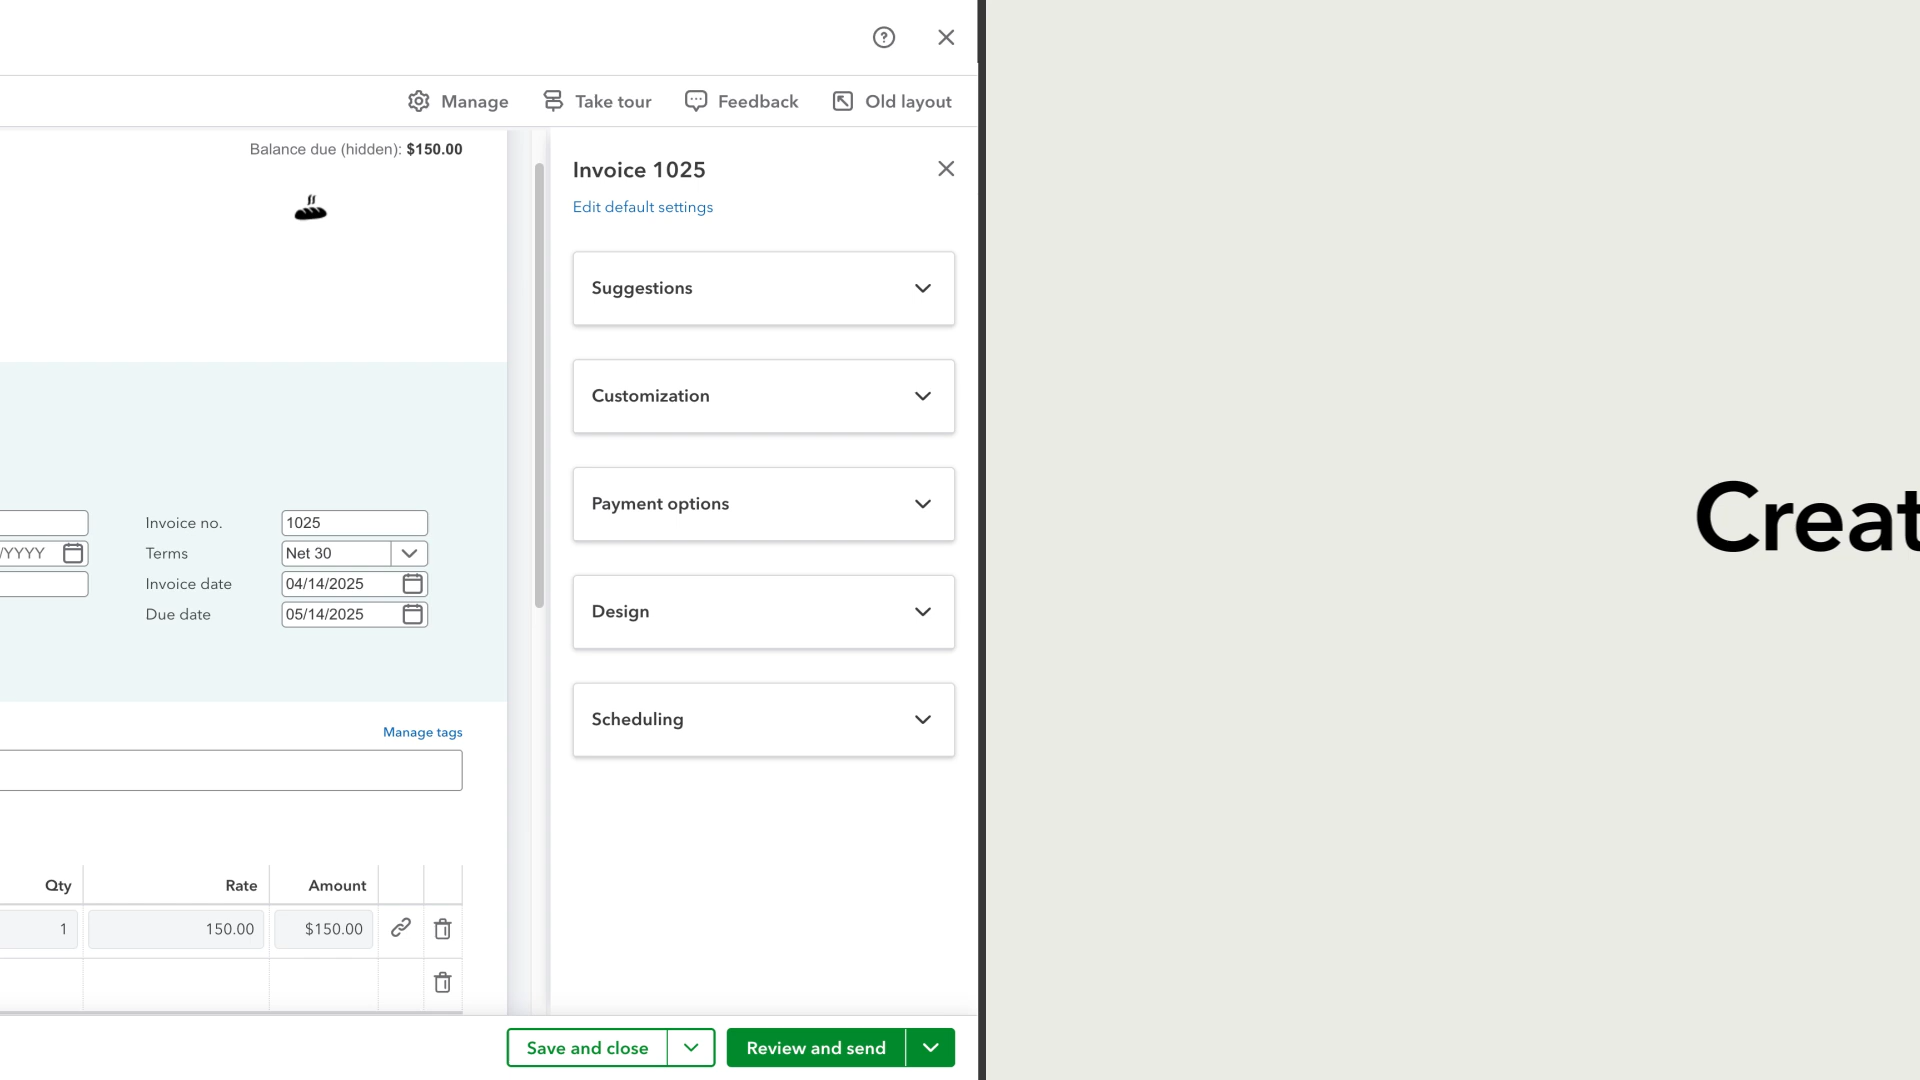 Manage
Take tour
Feedback
Old layout
Balance due (hidden): $150.00
Invoice 1025
Edit default settings
Suggestions
Customization
Payment options
Design
Scheduling
Invoice no. 1025
/YYYY
Terms Net 30
Invoice date 04/14/2025
Due date 05/14/2025
Manage tags
Qty Rate Amount
1 150.00 $150.00
Save and close
Review and send
Creat